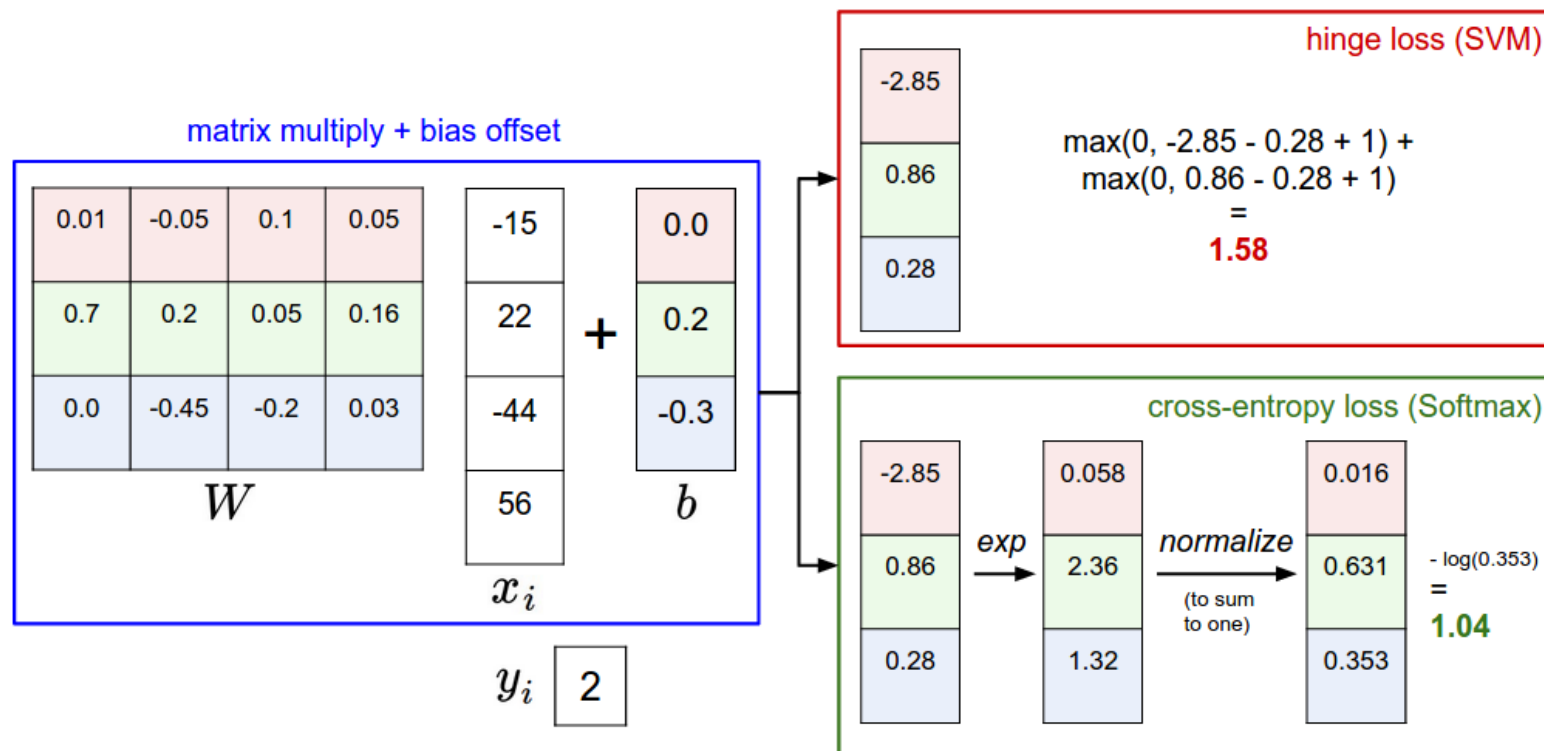 matrix multiply + bias offset
0.01 -0.05 0.1 0.05
0.7 0.2 0.05 0.16
0.0 -0.45 -0.2 0.03
W
-15
22
-44
56
x_i
+
0.0
0.2
-0.3
b
y_i 2
hinge loss (SVM)
-2.85
0.86
0.28
max(0, -2.85 - 0.28 + 1) +
max(0, 0.86 - 0.28 + 1)
=
1.58
cross-entropy loss (Softmax)
-2.85
0.86
0.28
exp
0.058
2.36
1.32
normalize
(to sum
to one)
0.016
0.631
0.353
- log(0.353)
=
1.04